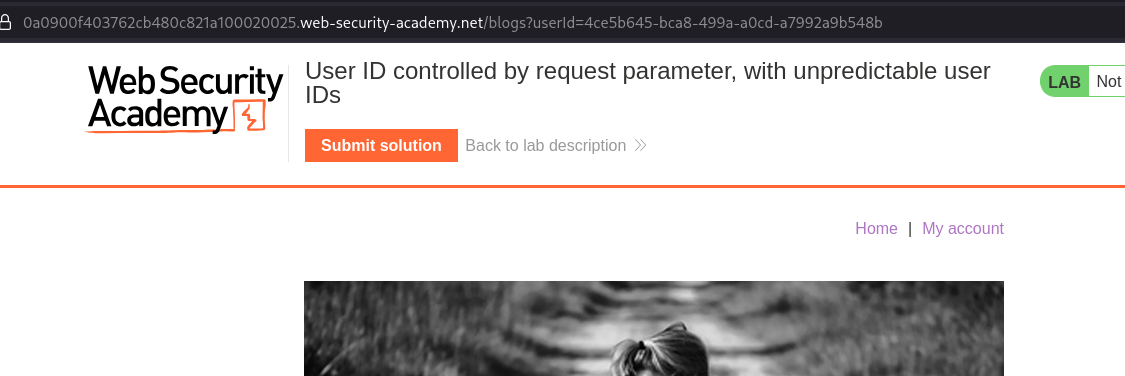 0a0900f403762cb480c821a100020025.web-security-academy.net/blogs?userId=4ce5b645-bca8-499a-a0cd-a7992a9b548b
Web Security
Academy
User ID controlled by request parameter, with unpredictable user
IDs
LAB Not
Submit solution Back to lab description
Home | My account